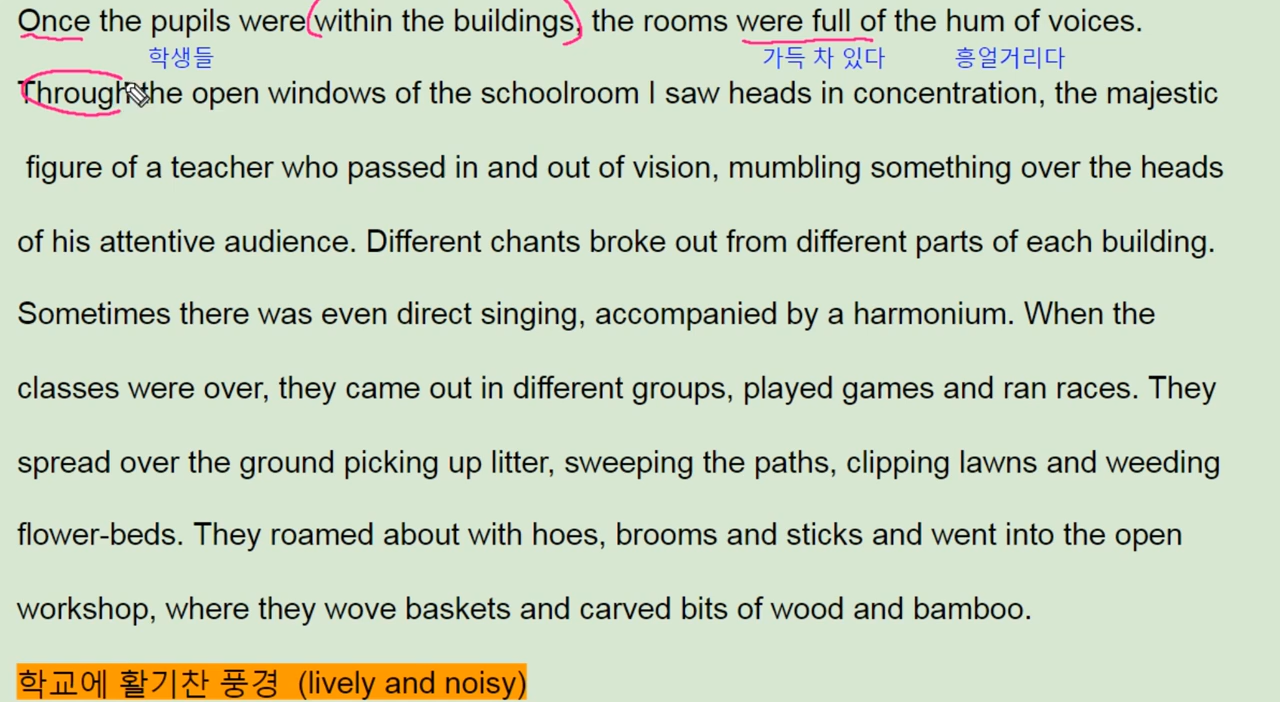 Once the pupils were within the buildings, the rooms were full of the hum of voices.
학생들 가득 차 있다 흥얼거리다
Through the open windows of the schoolroom I saw heads in concentration, the majestic
figure of a teacher who passed in and out of vision, mumbling something over the heads
of his attentive audience. Different chants broke out from different parts of each building.
Sometimes there was even direct singing, accompanied by a harmonium. When the
classes were over, they came out in different groups, played games and ran races. They
spread over the ground picking up litter, sweeping the paths, clipping lawns and weeding
flower-beds. They roamed about with hoes, brooms and sticks and went into the open
workshop, where they wove baskets and carved bits of wood and bamboo.
학교에 활기찬 풍경 (lively and noisy)